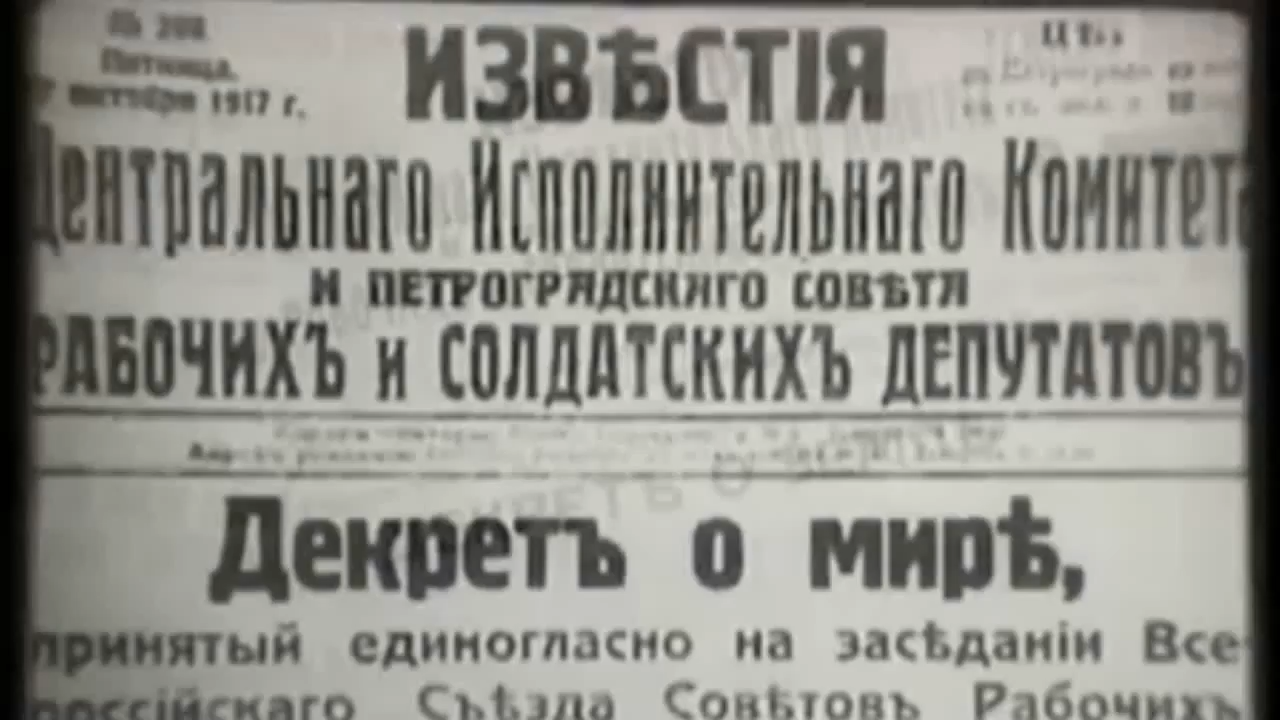 № 208
Пятница,
октября 1917 г.
ИЗВѢСТІЯ
Центральнаго Исполнительнаго Комитета
и ПЕТРОГРАДСКАГО СОВѢТА
РАБОЧИХЪ и СОЛДАТСКИХЪ ДЕПУТАТОВЪ
Декретъ о мирѣ,
принятый единогласно на засѣданіи Все-
россійскаго Съѣзда Совѣтовъ Рабочихъ